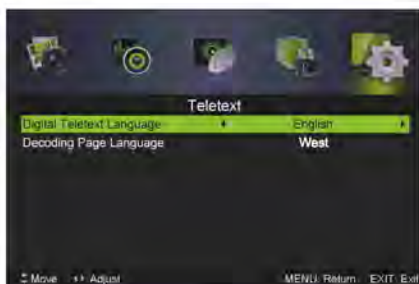 Teletext
Digital Teletext Language English
Decoding Page Language West
Move Adjust MENU: Return EXIT: Exit